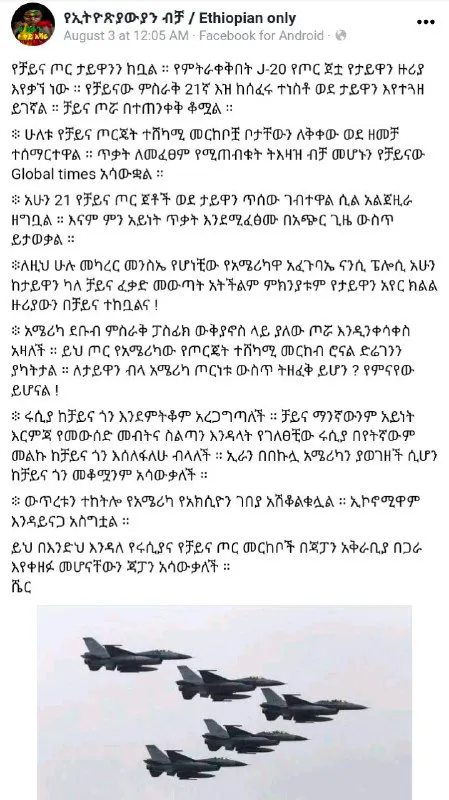 የኢትዮጵያውያን ብቻ / Ethiopian only
August 3 at 12:05 AM · Facebook for Android ·
የቻይና ጦር ታይዋንን ከቧል ። የምትራቀቅበት J-20 የጦር ጀቷ የታይዋን ዙሪያ
እየቃኘ ነው ። የቻይናው ምስራቅ 21ኛ እዝ ከሰፈሩ ተነስቶ ወደ ታይዋን እየተጓዘ
ይገኛል ። ቻይና ጦሯ በተጠንቀቅ ቆሟል ።
፨ ሁለቱ የቻይና ጦርጄት ተሸካሚ መርከቦቿ ቦታቸውን ለቅቀው ወደ ዘመቻ
ተሰማርተዋል ። ጥቃት ለመፈፀም የሚጠብቁት ትእዛዝ ብቻ መሆኑን የቻይናው
Global times አሳውቋል ።
፨ አሁን 21 የቻይና ጦር ጀቶች ወደ ታይዋን ጥሰው ገብተዋል ሲል አልጀዚራ
ዘግቧል ። እናም ምን አይነት ጥቃት እንደሚፈፅሙ በአጭር ጊዜ ውስጥ
ይታወቃል ።
፨ለዚህ ሁሉ መካረር መንስኤ የሆነቺው የአሜሪካዋ አፈጉባኤ ናንሲ ፔሎሲ አሁን
ከታይዋን ካለ ቻይና ፈቃድ መውጣት አትችልም ምክንያቱም የታይዋን አየር ክልል
ዙሪያውን በቻይና ተከቧልና !
፨ አሜሪካ ደቡብ ምስራቅ ፓስፊክ ውቅያኖስ ላይ ያለው ጦሯ እንዲንቀሳቀስ
አዛለች ። ይህ ጦር የአሜሪካው የጦርጄት ተሸካሚ መርከብ ሮናል ድሬገንን
ያካትታል ። ለታይዋን ብላ አሜሪካ ጦርነቱ ውስጥ ትዘፈቅ ይሆን ? የምናየው
ይሆናል !
፨ ሩሲያ ከቻይና ጎን እንደምትቆም አረጋግጣለች ። ቻይና ማንኛውንም አይነት
እርምጃ የመውሰድ መብትና ስልጣን እንዳላት የገለፀችው ሩሲያ በየትኛውም
መልኩ ከቻይና ጎን እሰለፋለሁ ብላለች ። ኢራን በበኩሏ አሜሪካን ያወገዘች ሲሆን
ከቻይና ጎን መቆሟንም አሳውቃለች ።
፨ ውጥረቱን ተከትሎ የአሜሪካ የአክሲዮን ገበያ አሽቆልቁሏል ። ኢኮኖሚዋም
እንዳይናጋ አስግቷል ።
ይህ በእንድህ እንዳለ የሩሲያና የቻይና ጦር መርከቦች በጃፓን አቅራቢያ በጋራ
እየቀዘፉ መሆናቸውን ጃፓን አሳውቃለች ።
ሼር